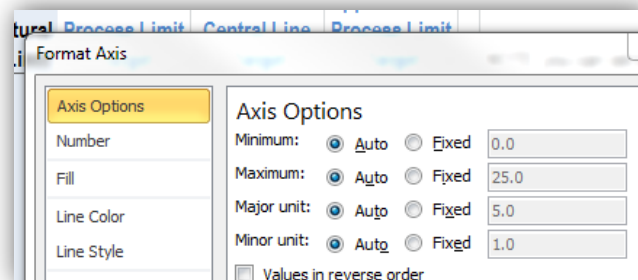 tural Process Limit Central Line Process Limit
Format Axis
Axis Options
Number
Fill
Line Color
Line Style
Axis Options
Minimum: Auto Fixed 0.0
Maximum: Auto Fixed 25.0
Major unit: Auto Fixed 5.0
Minor unit: Auto Fixed 1.0
Values in reverse order